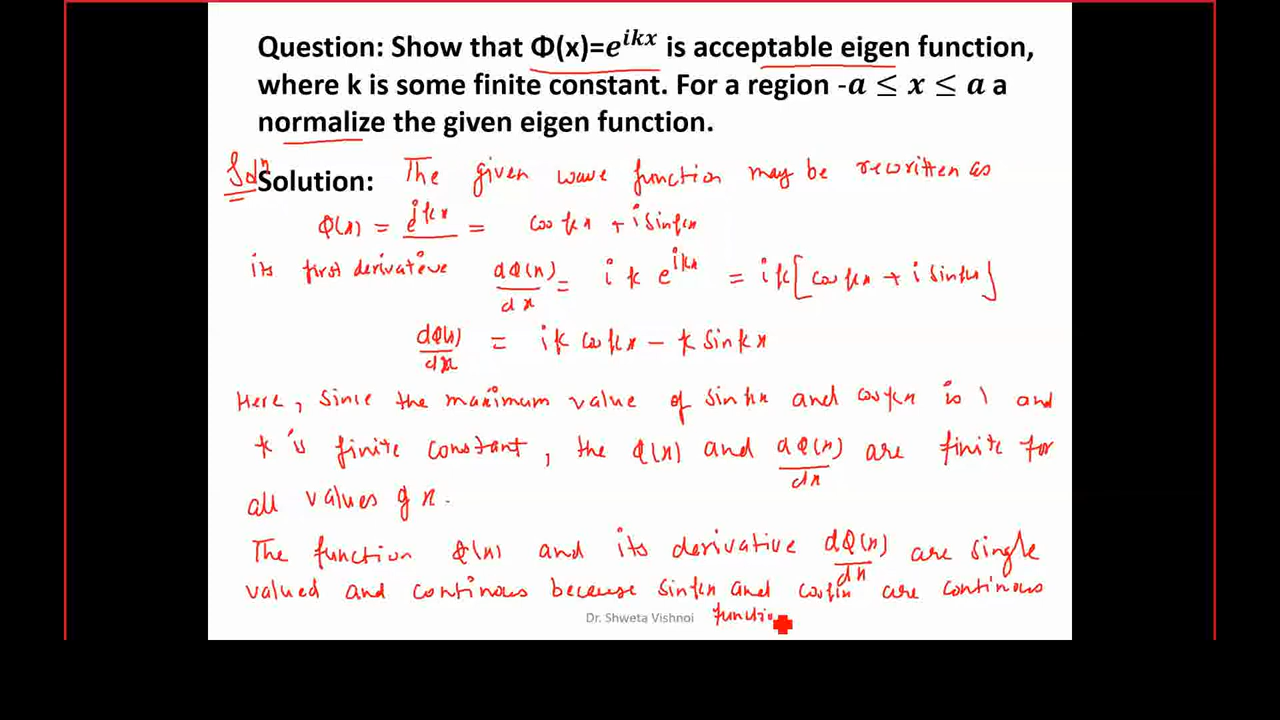 Question: Show that Φ(x)=e^{ikx} is acceptable eigen function,
where k is some finite constant. For a region -a ≤ x ≤ a a
normalize the given eigen function.
Solⁿ Solution: The given wave function may be rewritten as
Φ(x) = e^{ikx} = cos kx + i sin kx
its first derivative dΦ(x)/dx = i k e^{ikx} = ik[cos kx + i sin kx]
dΦ(x)/dx = ik cos kx - k sin kx
Here, since the maximum value of sin kx and cos kx is 1 and
k is finite constant, the Φ(x) and dΦ(x)/dx are finite for
all values of x.
The function Φ(x) and its derivative dΦ(x)/dx are single
valued and continous because sin kx and cos kx are continous
functio
Dr. Shweta Vishnoi